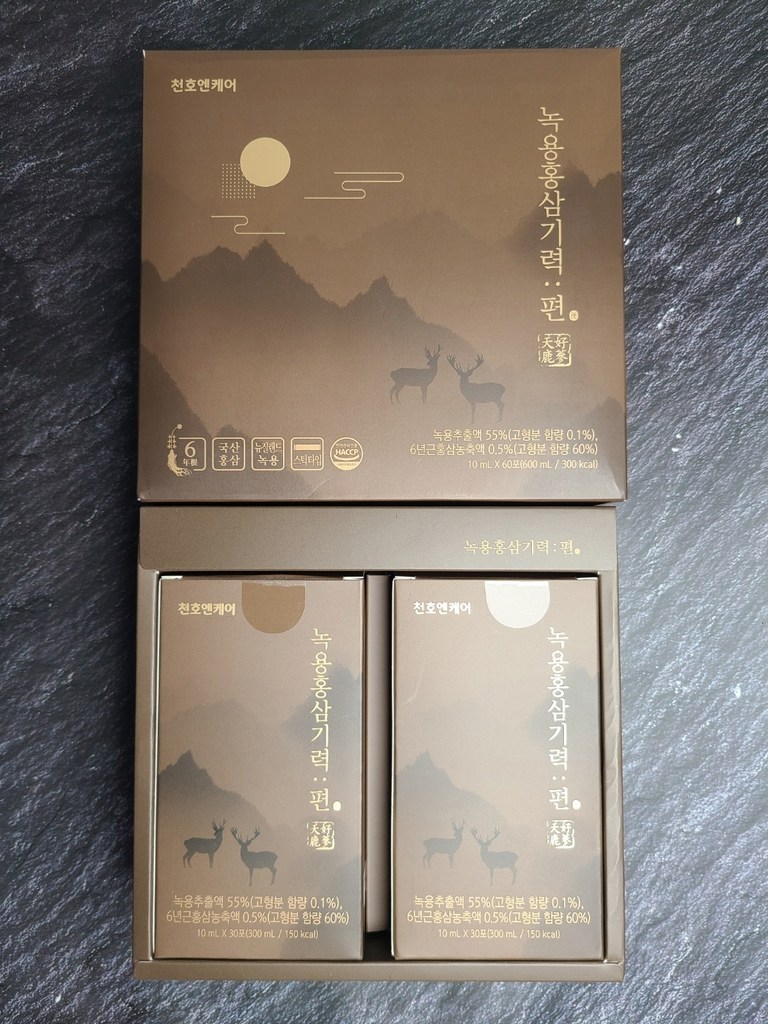 천호엔케어
녹용홍삼기력:편
天好
鹿蔘
6
年根
국산
홍삼
뉴질랜드
녹용
스틱타입
HACCP
녹용추출액 55%(고형분 함량 0.1%),
6년근홍삼농축액 0.5%(고형분 함량 60%)
10 mL X 60포(600 mL / 300 kcal)
녹용홍삼기력:편
천호엔케어
녹용홍삼기력:편
天好
鹿蔘
녹용추출액 55%(고형분 함량 0.1%),
6년근홍삼농축액 0.5%(고형분 함량 60%)
10 mL X 30포(300 mL / 150 kcal)
천호엔케어
녹용홍삼기력:편
天好
鹿蔘
녹용추출액 55%(고형분 함량 0.1%),
6년근홍삼농축액 0.5%(고형분 함량 60%)
10 mL X 30포(300 mL / 150 kcal)